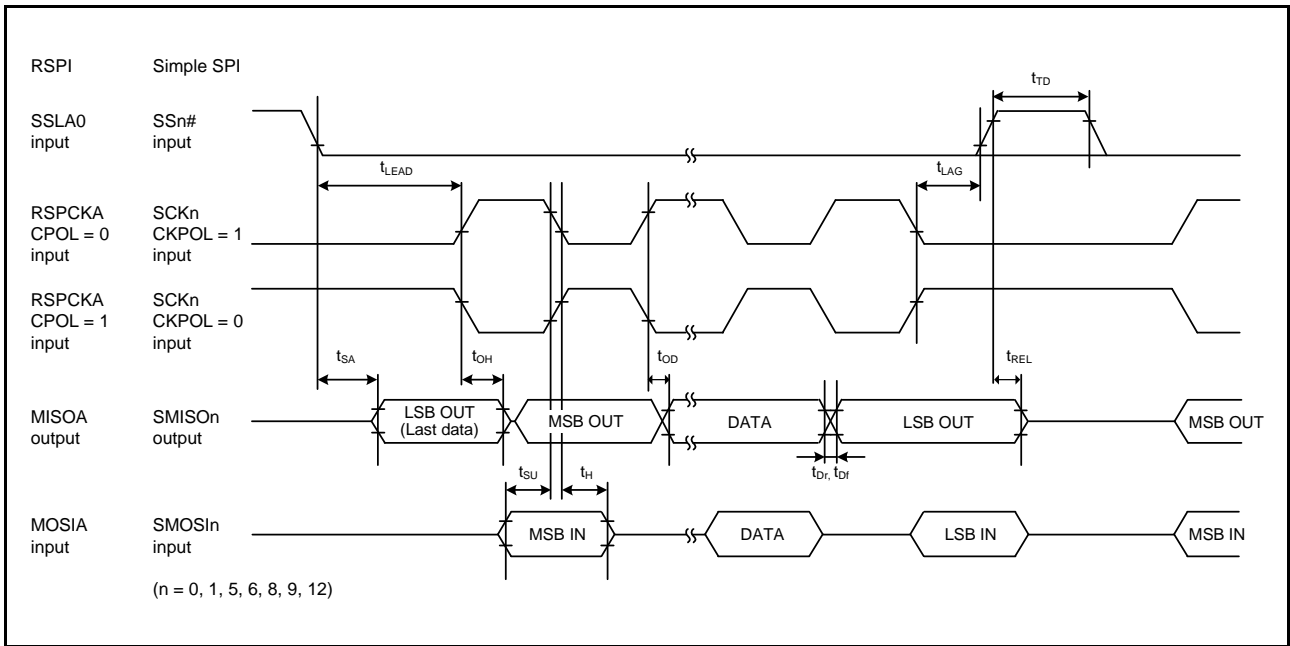 RSPI Simple SPI
tTD
SSLA0 SSn#
input input
tLEAD tLAG
RSPCKA SCKn
CPOL = 0 CKPOL = 1
input input
RSPCKA SCKn
CPOL = 1 CKPOL = 0
input input
tSA tOH tOD tREL
MISOA SMISOn
output output
LSB OUT
(Last data)
MSB OUT DATA LSB OUT MSB OUT
tDr, tDf
tSU tH
MOSIA SMOSIn
input input
MSB IN DATA LSB IN MSB IN
(n = 0, 1, 5, 6, 8, 9, 12)